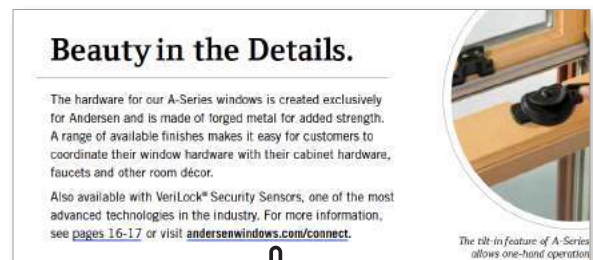 Beauty in the Details.
The hardware for our A-Series windows is created exclusively
for Andersen and is made of forged metal for added strength.
A range of available finishes makes it easy for customers to
coordinate their window hardware with their cabinet hardware,
faucets and other room décor.
Also available with VeriLock® Security Sensors, one of the most
advanced technologies in the industry. For more information,
see pages 16-17 or visit andersenwindows.com/connect.
The tilt-in feature of A-Series
allows one-hand operation